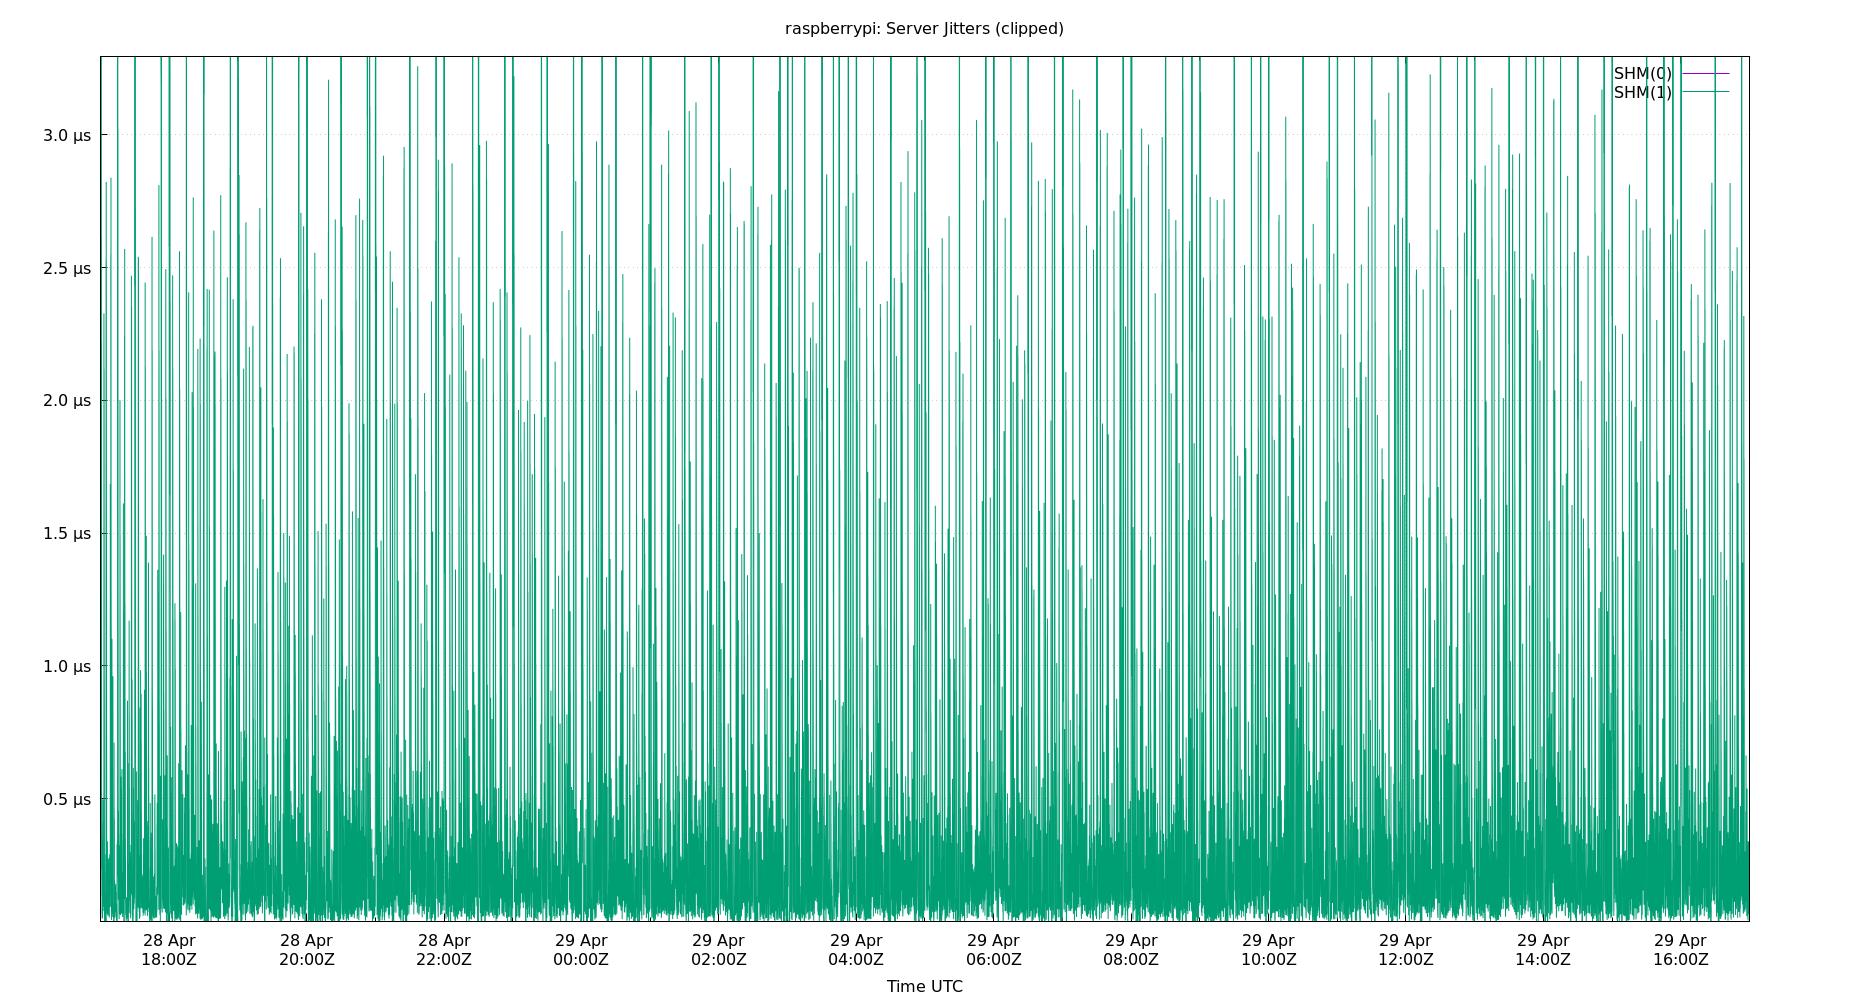 raspberrypi: Server Jitters (clipped)
SHM(0)
SHM(1)
3.0 μs
2.5 μs
2.0 μs
1.5 μs
1.0 μs
0.5 μs
28 Apr 28 Apr 28 Apr 29 Apr 29 Apr 29 Apr 29 Apr 29 Apr 29 Apr 29 Apr 29 Apr 29 Apr
18:00Z 20:00Z 22:00Z 00:00Z 02:00Z 04:00Z 06:00Z 08:00Z 10:00Z 12:00Z 14:00Z 16:00Z
Time UTC